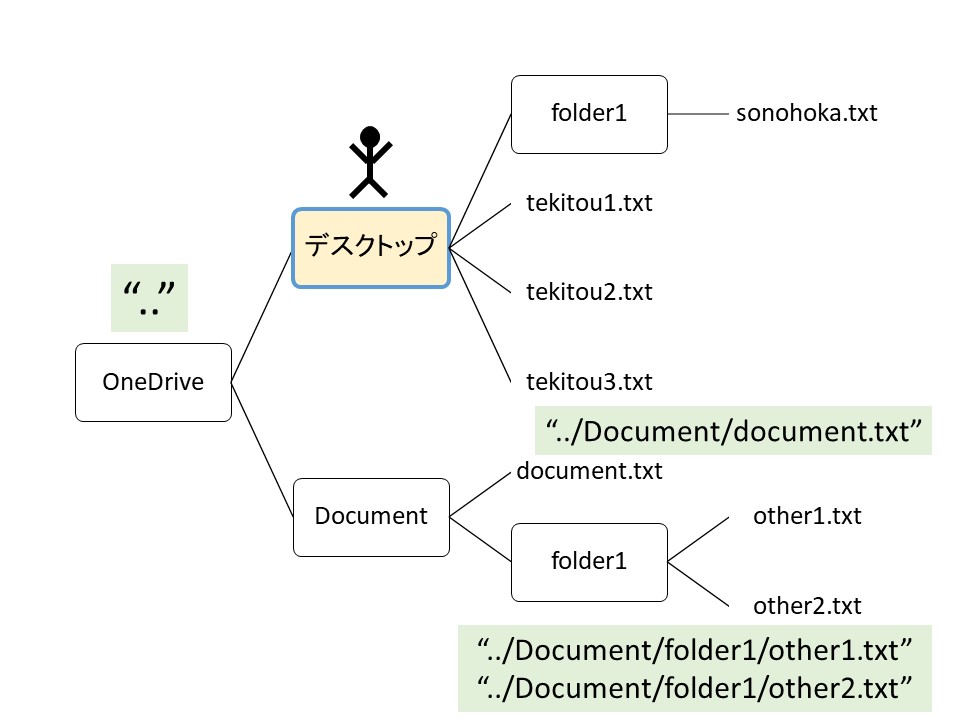 folder1
sonohoka.txt
tekitou1.txt
デスクトップ
tekitou2.txt
“..”
OneDrive
tekitou3.txt
“../Document/document.txt”
document.txt
Document
other1.txt
folder1
other2.txt
“../Document/folder1/other1.txt”
“../Document/folder1/other2.txt”